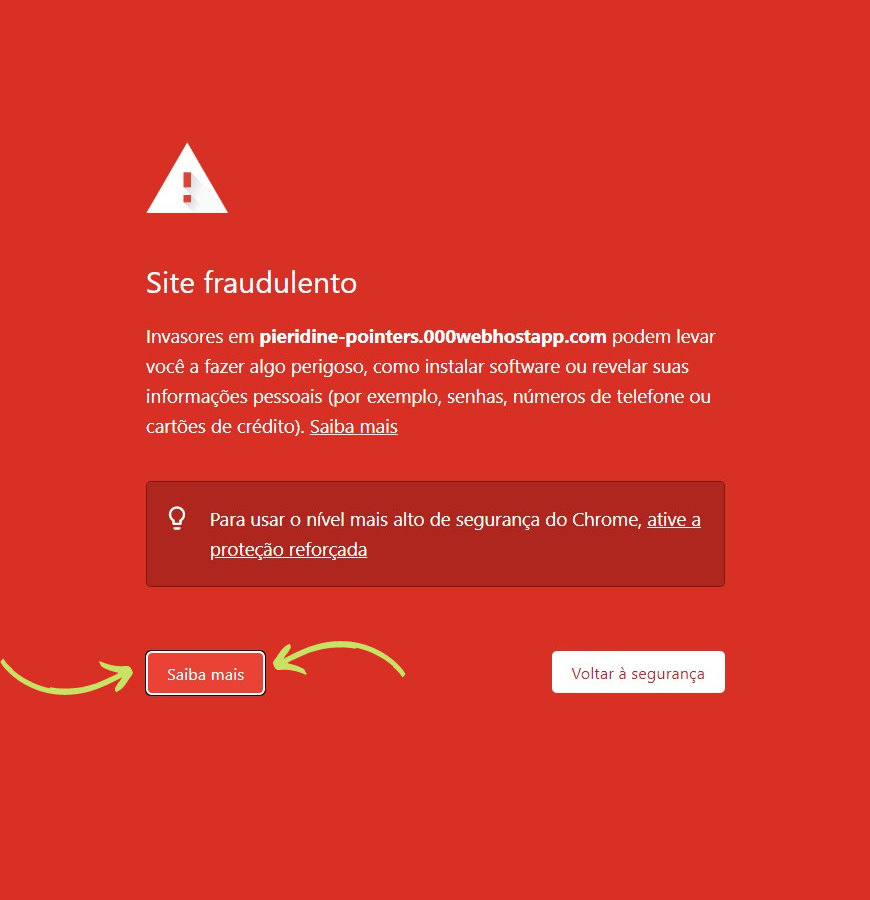 Site fraudulento
Invasores em pieridine-pointers.000webhostapp.com podem levar
você a fazer algo perigoso, como instalar software ou revelar suas
informações pessoais (por exemplo, senhas, números de telefone ou
cartões de crédito). Saiba mais
Para usar o nível mais alto de segurança do Chrome, ative a
proteção reforçada
Saiba mais
Voltar à segurança